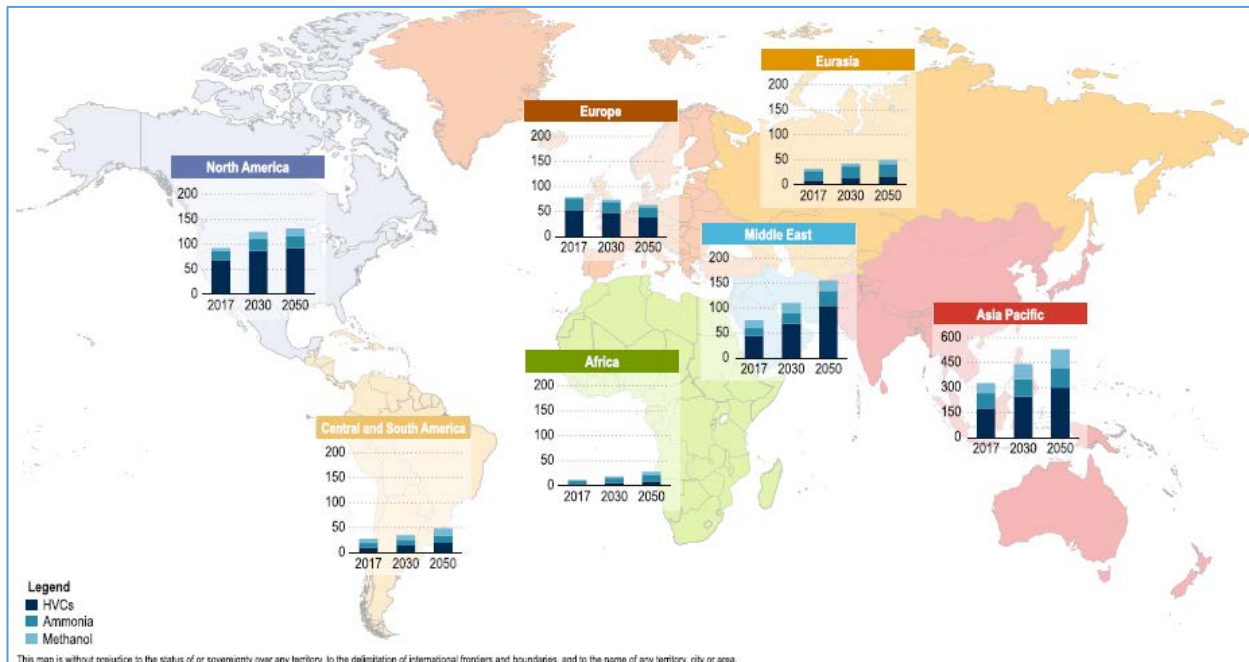 Eurasia
200
150
100
50
0
2017 2030 2050
Europe
200
150
100
50
0
2017 2030 2050
North America
200
150
100
50
0
2017 2030 2050
Middle East
200
150
100
50
0
2017 2030 2050
Asia Pacific
600
450
300
150
0
2017 2030 2050
Africa
200
150
100
50
0
2017 2030 2050
Central and South America
200
150
100
50
0
2017 2030 2050
Legend
HVCs
Ammonia
Methanol
This map is without prejudice to the status of or sovereignty over any territory, to the delimitation of international frontiers and boundaries, and to the name of any territory, city or area.